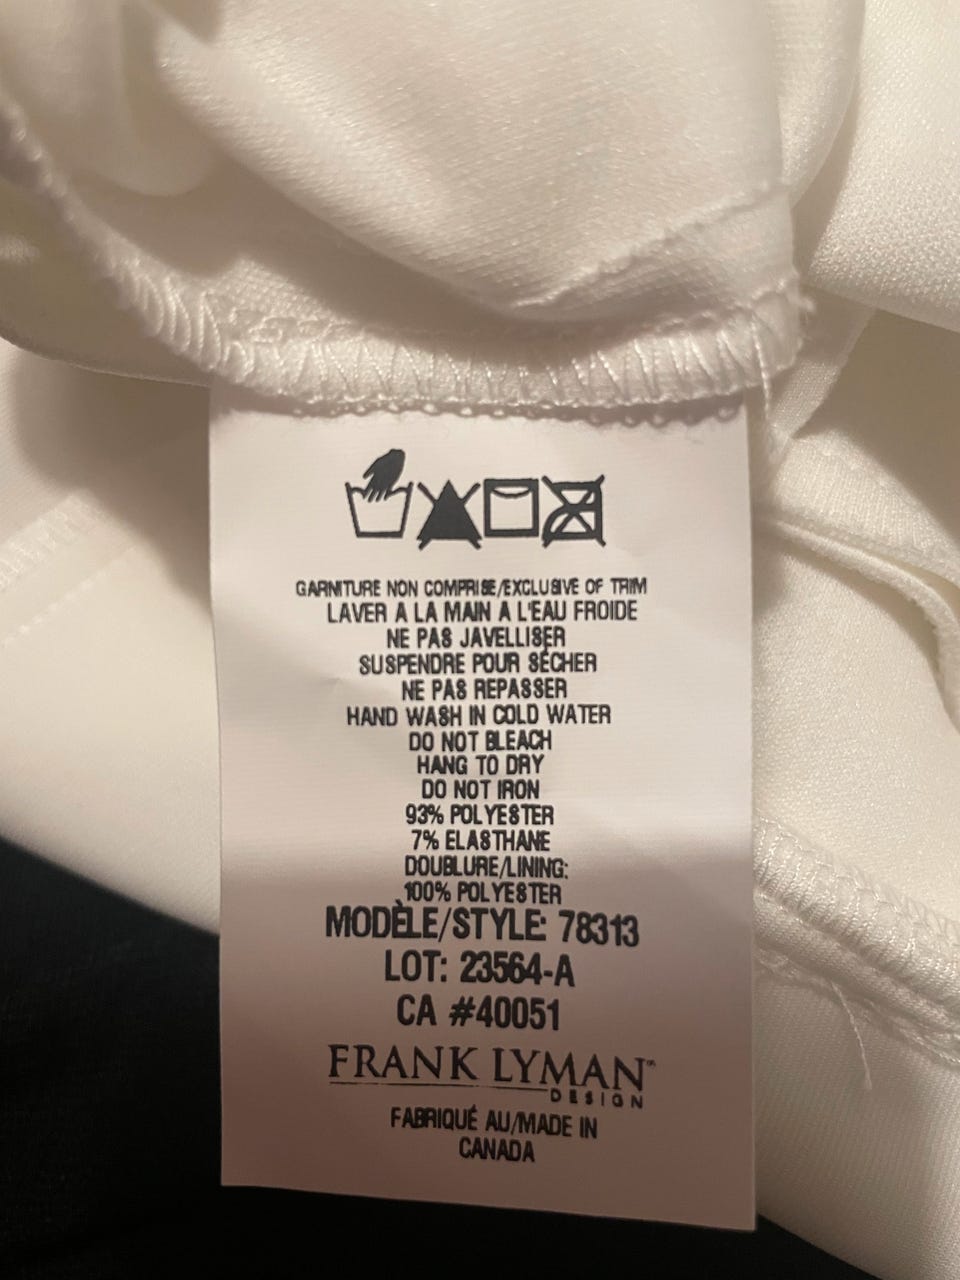 GARNITURE NON COMPRISE/EXCLUSIVE OF TRIM
LAVER A LA MAIN A L'EAU FROIDE
NE PAS JAVELLISER
SUSPENDRE POUR SÉCHER
NE PAS REPASSER
HAND WASH IN COLD WATER
DO NOT BLEACH
HANG TO DRY
DO NOT IRON
93% POLYESTER
7% ELASTHANE
DOUBLURE/LINING:
100% POLYESTER
MODÈLE/STYLE: 78313
LOT: 23564-A
CA #40051
FRANK LYMAN
DESIGN
FABRIQUÉ AU/MADE IN
CANADA